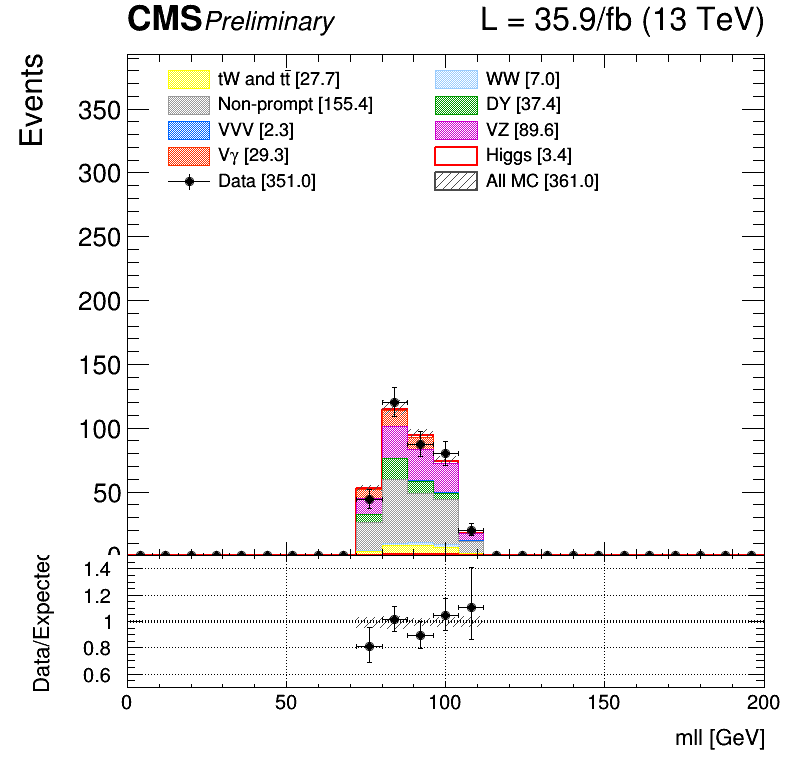 CMS Preliminary L = 35.9/fb (13 TeV)
Events
tW and tt̄ [27.7] WW [7.0]
Non-prompt [155.4] DY [37.4]
VVV [2.3] VZ [89.6]
Vγ [29.3] Higgs [3.4]
Data [351.0] All MC [361.0]
350
300
250
200
150
100
50
0
Data/Expected
1.4
1.2
1
0.8
0.6
0 50 100 150 200
mll [GeV]